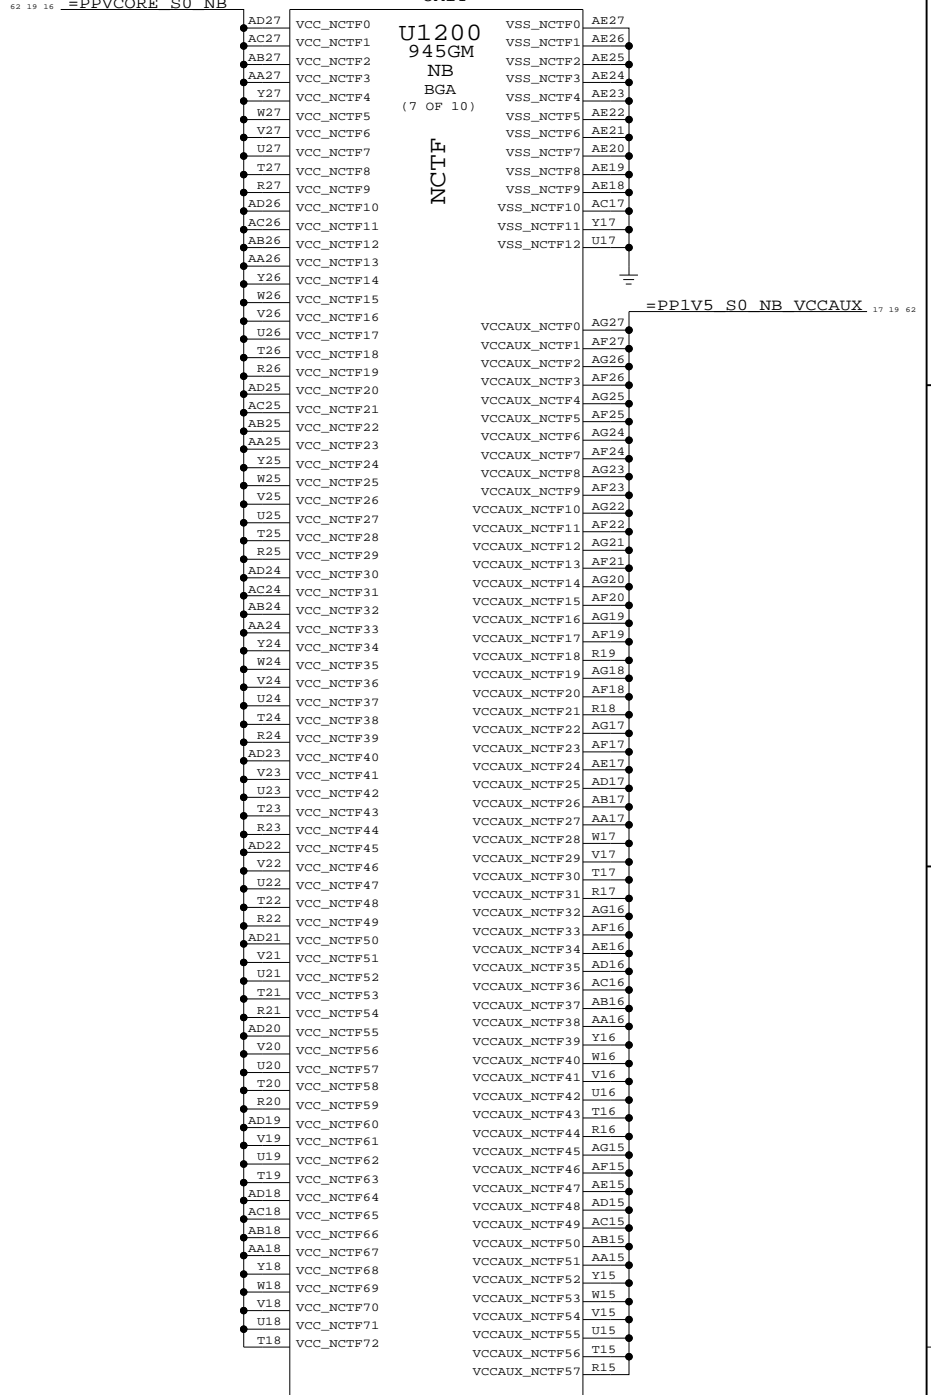 62 19 16 =PPVCORE_S0_NB
AD27 VCC_NCTF0
AC27 VCC_NCTF1
AB27 VCC_NCTF2
AA27 VCC_NCTF3
Y27 VCC_NCTF4
W27 VCC_NCTF5
V27 VCC_NCTF6
U27 VCC_NCTF7
T27 VCC_NCTF8
R27 VCC_NCTF9
AD26 VCC_NCTF10
AC26 VCC_NCTF11
AB26 VCC_NCTF12
AA26 VCC_NCTF13
Y26 VCC_NCTF14
W26 VCC_NCTF15
V26 VCC_NCTF16
U26 VCC_NCTF17
T26 VCC_NCTF18
R26 VCC_NCTF19
AD25 VCC_NCTF20
AC25 VCC_NCTF21
AB25 VCC_NCTF22
AA25 VCC_NCTF23
Y25 VCC_NCTF24
W25 VCC_NCTF25
V25 VCC_NCTF26
U25 VCC_NCTF27
T25 VCC_NCTF28
R25 VCC_NCTF29
AD24 VCC_NCTF30
AC24 VCC_NCTF31
AB24 VCC_NCTF32
AA24 VCC_NCTF33
Y24 VCC_NCTF34
W24 VCC_NCTF35
V24 VCC_NCTF36
U24 VCC_NCTF37
T24 VCC_NCTF38
R24 VCC_NCTF39
AD23 VCC_NCTF40
V23 VCC_NCTF41
U23 VCC_NCTF42
T23 VCC_NCTF43
R23 VCC_NCTF44
AD22 VCC_NCTF45
V22 VCC_NCTF46
U22 VCC_NCTF47
T22 VCC_NCTF48
R22 VCC_NCTF49
AD21 VCC_NCTF50
V21 VCC_NCTF51
U21 VCC_NCTF52
T21 VCC_NCTF53
R21 VCC_NCTF54
AD20 VCC_NCTF55
V20 VCC_NCTF56
U20 VCC_NCTF57
T20 VCC_NCTF58
R20 VCC_NCTF59
AD19 VCC_NCTF60
V19 VCC_NCTF61
U19 VCC_NCTF62
T19 VCC_NCTF63
AD18 VCC_NCTF64
AC18 VCC_NCTF65
AB18 VCC_NCTF66
AA18 VCC_NCTF67
Y18 VCC_NCTF68
W18 VCC_NCTF69
V18 VCC_NCTF70
U18 VCC_NCTF71
T18 VCC_NCTF72
U1200
945GM
NB
BGA
(7 OF 10)
NCTF
VSS_NCTF0 AE27
VSS_NCTF1 AE26
VSS_NCTF2 AE25
VSS_NCTF3 AE24
VSS_NCTF4 AE23
VSS_NCTF5 AE22
VSS_NCTF6 AE21
VSS_NCTF7 AE20
VSS_NCTF8 AE19
VSS_NCTF9 AE18
VSS_NCTF10 AC17
VSS_NCTF11 Y17
VSS_NCTF12 U17
=PP1V5_S0_NB_VCCAUX 17 19 62
VCCAUX_NCTF0 AG27
VCCAUX_NCTF1 AF27
VCCAUX_NCTF2 AG26
VCCAUX_NCTF3 AF26
VCCAUX_NCTF4 AG25
VCCAUX_NCTF5 AF25
VCCAUX_NCTF6 AG24
VCCAUX_NCTF7 AF24
VCCAUX_NCTF8 AG23
VCCAUX_NCTF9 AF23
VCCAUX_NCTF10 AG22
VCCAUX_NCTF11 AF22
VCCAUX_NCTF12 AG21
VCCAUX_NCTF13 AF21
VCCAUX_NCTF14 AG20
VCCAUX_NCTF15 AF20
VCCAUX_NCTF16 AG19
VCCAUX_NCTF17 AF19
VCCAUX_NCTF18 R19
VCCAUX_NCTF19 AG18
VCCAUX_NCTF20 AF18
VCCAUX_NCTF21 R18
VCCAUX_NCTF22 AG17
VCCAUX_NCTF23 AF17
VCCAUX_NCTF24 AE17
VCCAUX_NCTF25 AD17
VCCAUX_NCTF26 AB17
VCCAUX_NCTF27 AA17
VCCAUX_NCTF28 W17
VCCAUX_NCTF29 V17
VCCAUX_NCTF30 T17
VCCAUX_NCTF31 R17
VCCAUX_NCTF32 AG16
VCCAUX_NCTF33 AF16
VCCAUX_NCTF34 AE16
VCCAUX_NCTF35 AD16
VCCAUX_NCTF36 AC16
VCCAUX_NCTF37 AB16
VCCAUX_NCTF38 AA16
VCCAUX_NCTF39 Y16
VCCAUX_NCTF40 W16
VCCAUX_NCTF41 V16
VCCAUX_NCTF42 U16
VCCAUX_NCTF43 T16
VCCAUX_NCTF44 R16
VCCAUX_NCTF45 AG15
VCCAUX_NCTF46 AF15
VCCAUX_NCTF47 AE15
VCCAUX_NCTF48 AD15
VCCAUX_NCTF49 AC15
VCCAUX_NCTF50 AB15
VCCAUX_NCTF51 AA15
VCCAUX_NCTF52 Y15
VCCAUX_NCTF53 W15
VCCAUX_NCTF54 V15
VCCAUX_NCTF55 U15
VCCAUX_NCTF56 T15
VCCAUX_NCTF57 R15